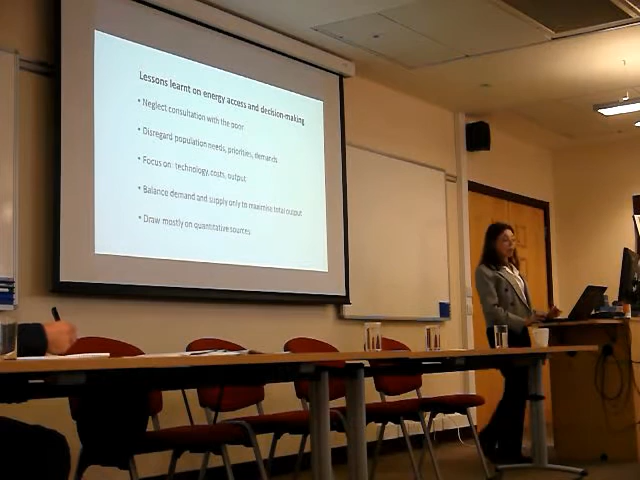 Lessons learnt on energy access and decision-making
• Neglect consultation with the poor
• Disregard population needs, priorities, demands
• Focus on: technology, costs, output
• Balance demand and supply only to maximise total output
• Draw mostly on quantitative sources